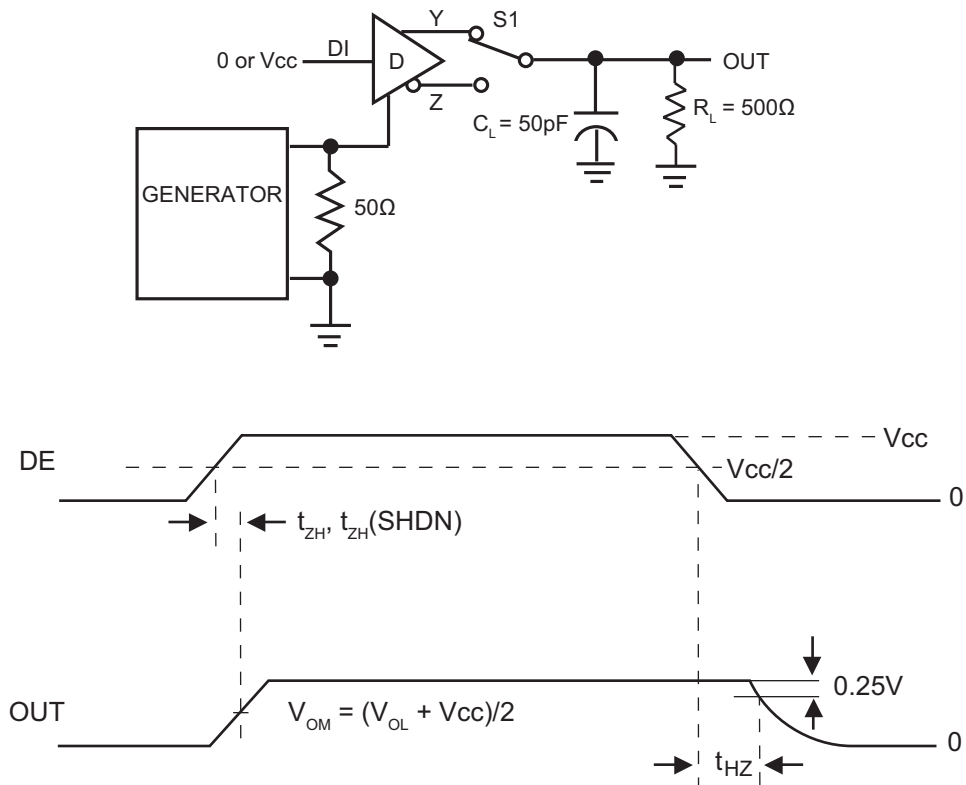 Y
S1
0 or Vcc
DI
D
OUT
Z
C_L = 50pF
R_L = 500Ω
GENERATOR
50Ω
DE
Vcc
Vcc/2
0
t_ZH, t_ZH(SHDN)
OUT
V_OM = (V_OL + Vcc)/2
0.25V
0
t_HZ